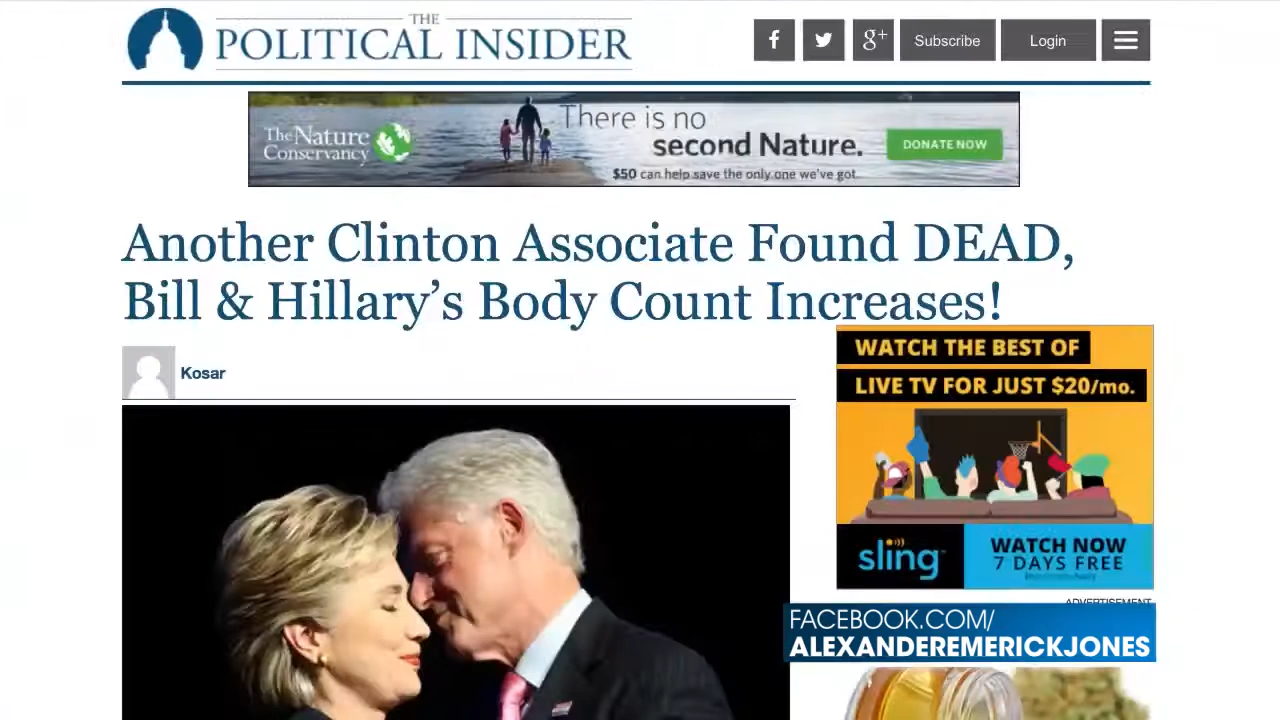 THE
POLITICAL INSIDER
f
g+
Subscribe
Login
The Nature
Conservancy
There is no
second Nature.
$50 can help save the only one we've got.
DONATE NOW
Another Clinton Associate Found DEAD,
Bill & Hillary's Body Count Increases!
Kosar
WATCH THE BEST OF
LIVE TV FOR JUST $20/mo.
sling
WATCH NOW
7 DAYS FREE
ADVERTISEMENT
FACEBOOK.COM/
ALEXANDEREMERICKJONES